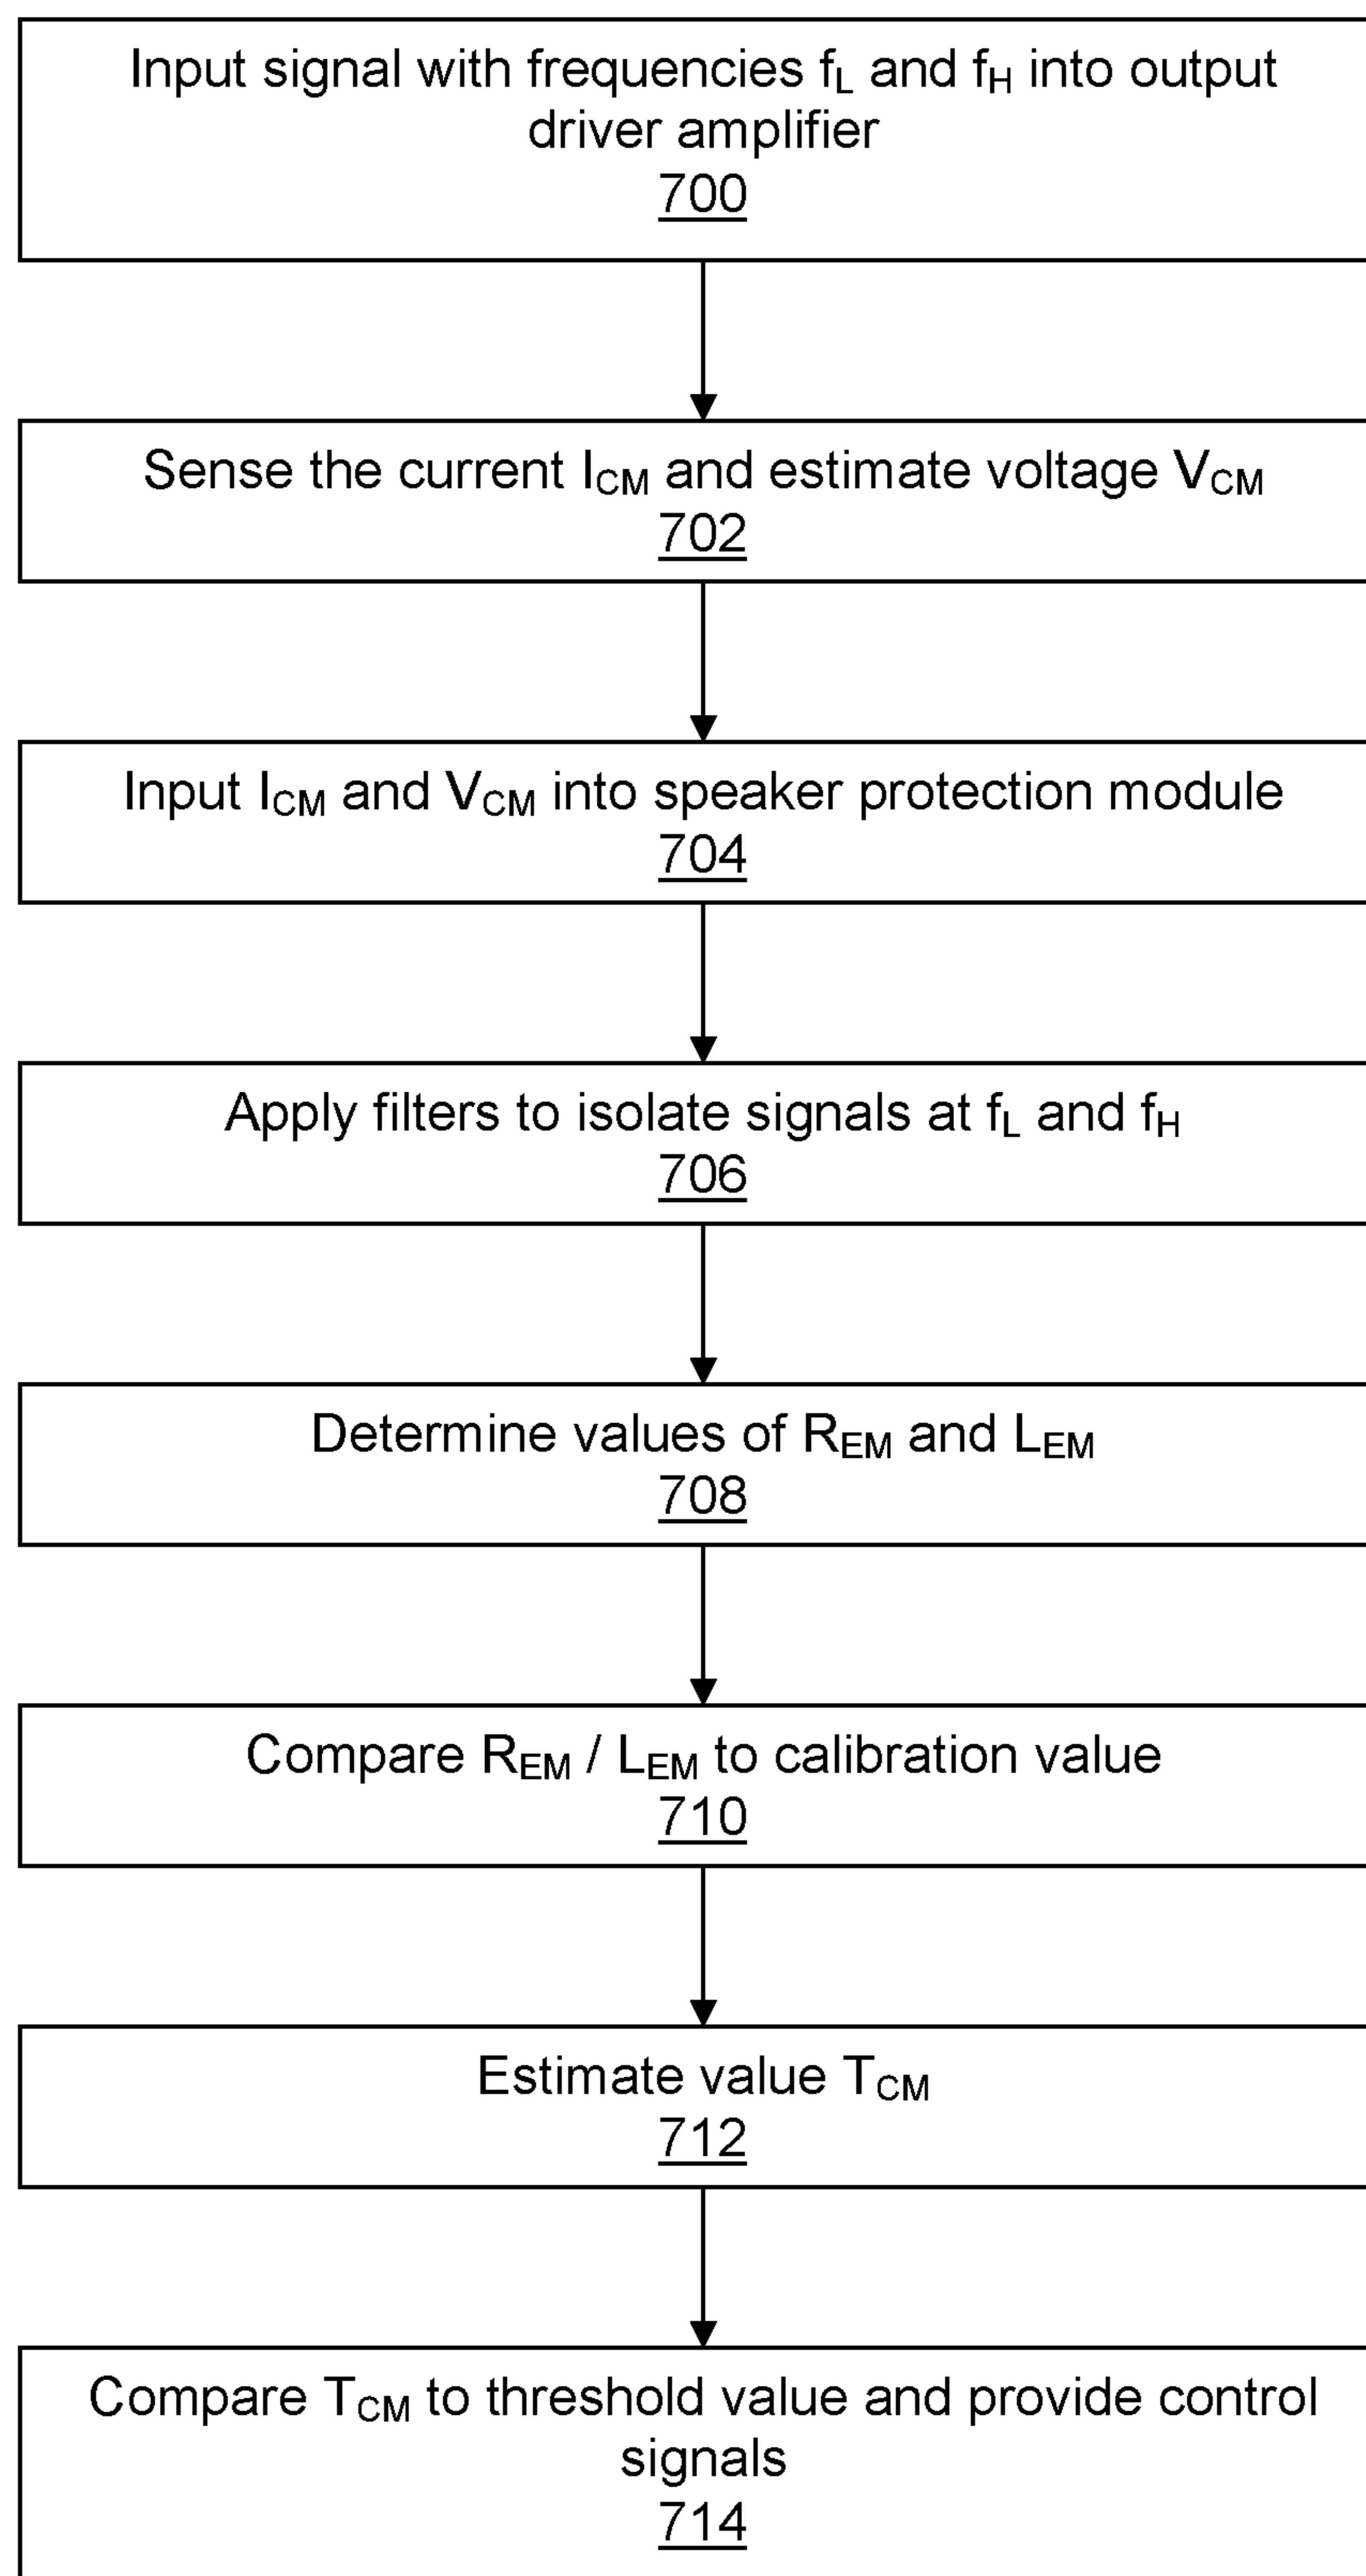 Input signal with frequencies fL and fH into output
driver amplifier
700
Sense the current ICM and estimate voltage VCM
702
Input ICM and VCM into speaker protection module
704
Apply filters to isolate signals at fL and fH
706
Determine values of REM and LEM
708
Compare REM / LEM to calibration value
710
Estimate value TCM
712
Compare TCM to threshold value and provide control
signals
714